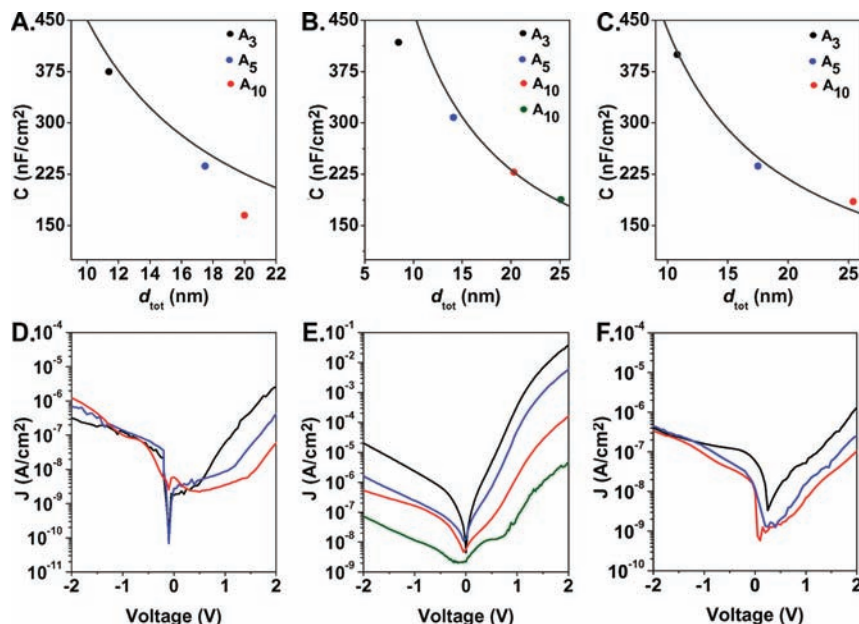 A.
450
375
300
225
150
C (nF/cm2)
A3
A5
A10
10 12 14 16 18 20 22
dtot (nm)
B.
450
375
300
225
150
C (nF/cm2)
A3
A5
A10
A10
5 10 15 20 25
dtot (nm)
C.
450
375
300
225
150
C (nF/cm2)
A3
A5
A10
10 15 20 25
dtot (nm)
D.
10-4
10-5
10-6
10-7
10-8
10-9
10-10
10-11
J (A/cm2)
-2 -1 0 1 2
Voltage (V)
E.
10-1
10-2
10-3
10-4
10-5
10-6
10-7
10-8
10-9
J (A/cm2)
-2 -1 0 1 2
Voltage (V)
F.
10-4
10-5
10-6
10-7
10-8
10-9
10-10
J (A/cm2)
-2 -1 0 1 2
Voltage (V)